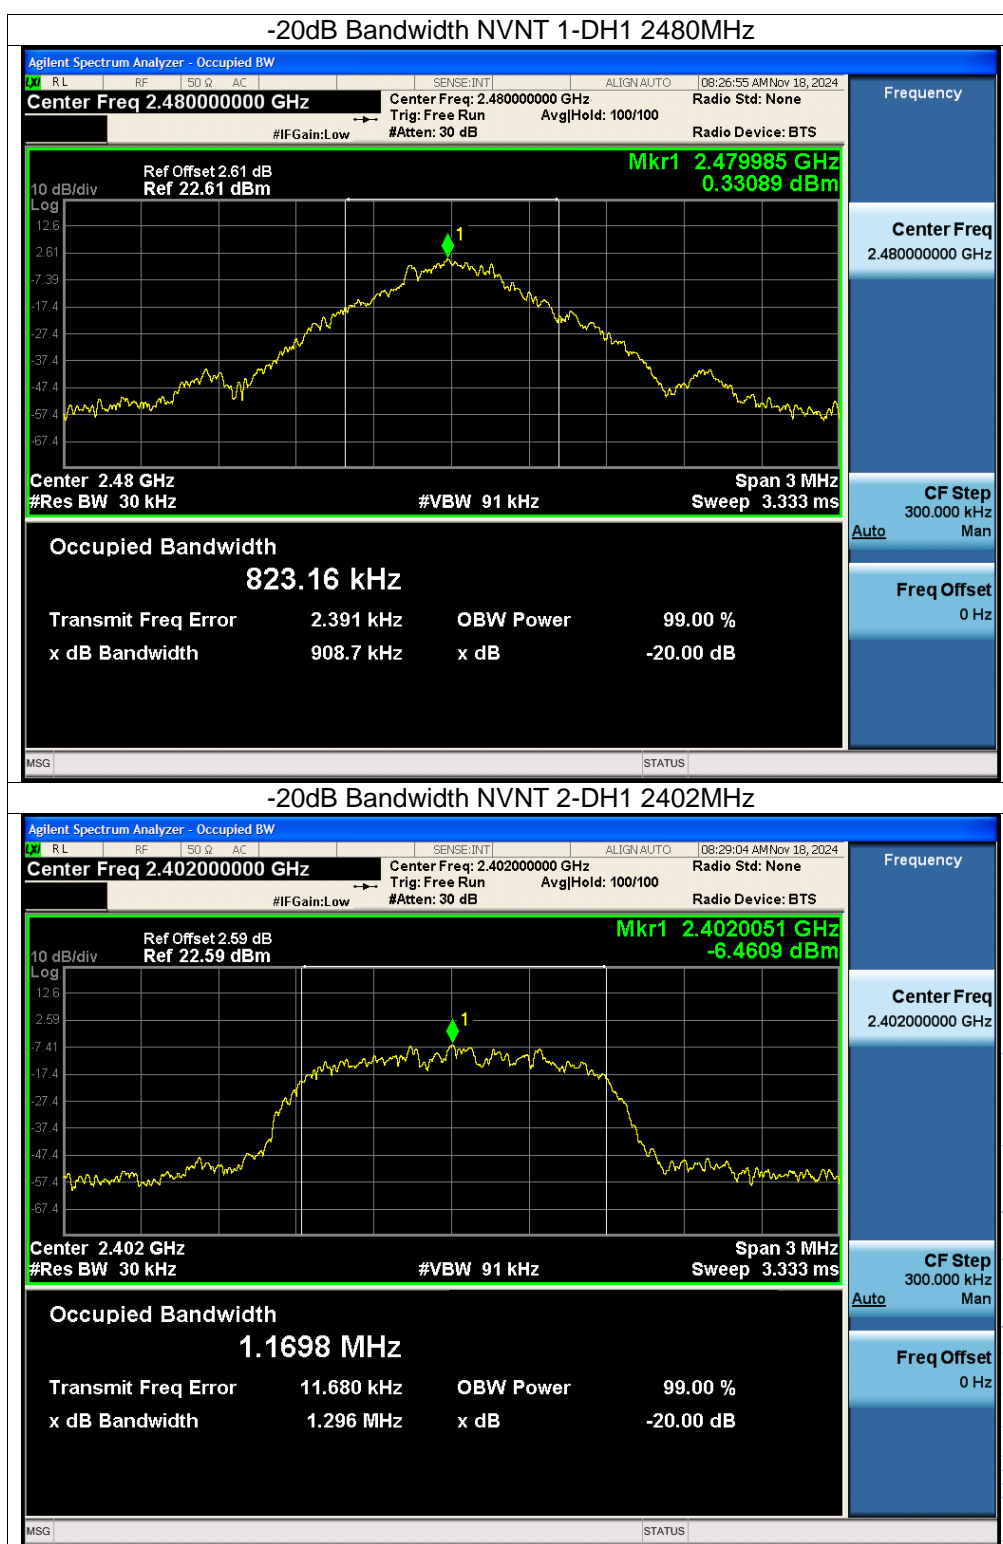 -20dB Bandwidth NVNT 1-DH1 2480MHz
Agilent Spectrum Analyzer - Occupied BW
LXI RL RF 50 Ω AC SENSE:INT ALIGN AUTO 08:26:55 AM Nov 18, 2024
Center Freq 2.480000000 GHz
Center Freq: 2.480000000 GHz Radio Std: None
Trig: Free Run Avg|Hold: 100/100
#IFGain:Low #Atten: 30 dB Radio Device: BTS
Frequency
Mkr1 2.479985 GHz
0.33089 dBm
Ref Offset 2.61 dB
10 dB/div Ref 22.61 dBm
Log
12.6
2.61
-7.39
-17.4
-27.4
-37.4
-47.4
-57.4
-67.4
1
Center 2.48 GHz Span 3 MHz
#Res BW 30 kHz #VBW 91 kHz Sweep 3.333 ms
Center Freq
2.480000000 GHz
CF Step
300.000 kHz
Auto Man
Freq Offset
0 Hz
Occupied Bandwidth
823.16 kHz
Transmit Freq Error 2.391 kHz OBW Power 99.00 %
x dB Bandwidth 908.7 kHz x dB -20.00 dB
MSG STATUS
-20dB Bandwidth NVNT 2-DH1 2402MHz
Agilent Spectrum Analyzer - Occupied BW
LXI RL RF 50 Ω AC SENSE:INT ALIGN AUTO 08:29:04 AM Nov 18, 2024
Center Freq 2.402000000 GHz
Center Freq: 2.402000000 GHz Radio Std: None
Trig: Free Run Avg|Hold: 100/100
#IFGain:Low #Atten: 30 dB Radio Device: BTS
Frequency
Mkr1 2.4020051 GHz
-6.4609 dBm
Ref Offset 2.59 dB
10 dB/div Ref 22.59 dBm
Log
12.6
2.59
-7.41
-17.4
-27.4
-37.4
-47.4
-57.4
-67.4
1
Center 2.402 GHz Span 3 MHz
#Res BW 30 kHz #VBW 91 kHz Sweep 3.333 ms
Center Freq
2.402000000 GHz
CF Step
300.000 kHz
Auto Man
Freq Offset
0 Hz
Occupied Bandwidth
1.1698 MHz
Transmit Freq Error 11.680 kHz OBW Power 99.00 %
x dB Bandwidth 1.296 MHz x dB -20.00 dB
MSG STATUS